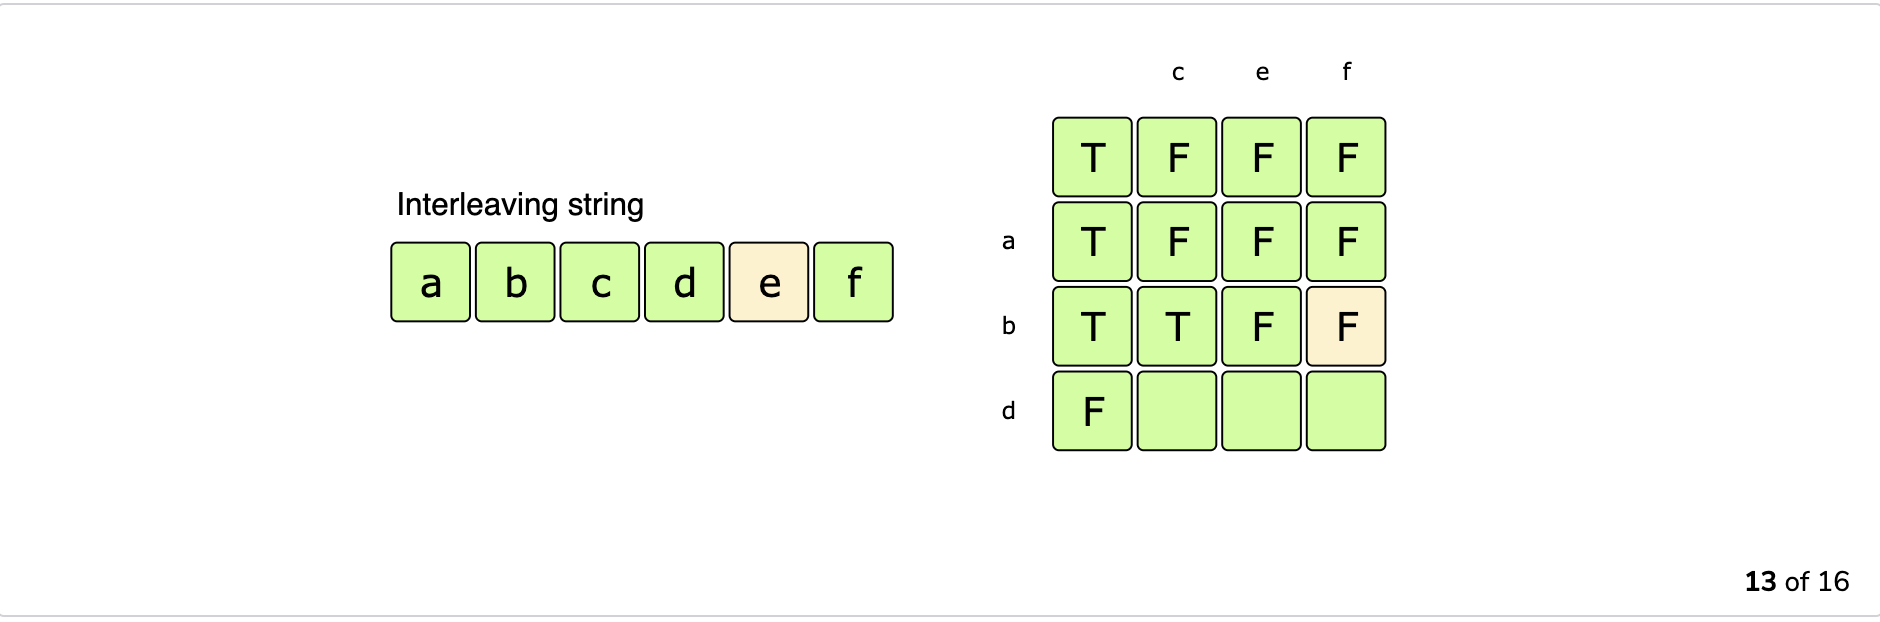 Interleaving string
a b c d e f
c e f
T F F F
a T F F F
b T T F F
d F
13 of 16